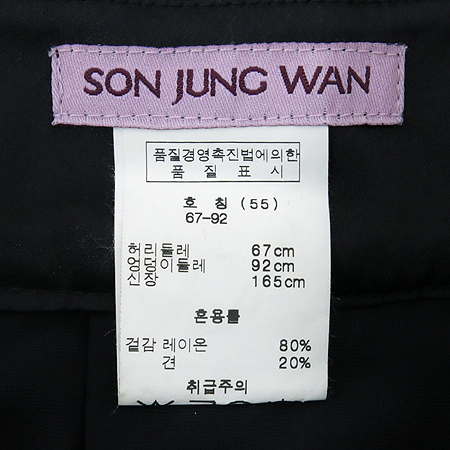 SON JUNG WAN
품질경영촉진법에의한
품 질 표 시
호 칭 (55)
67-92
허리둘레 67cm
엉덩이둘레 92cm
신장 165cm
혼용률
겉감 레이온 80%
견 20%
취급주의